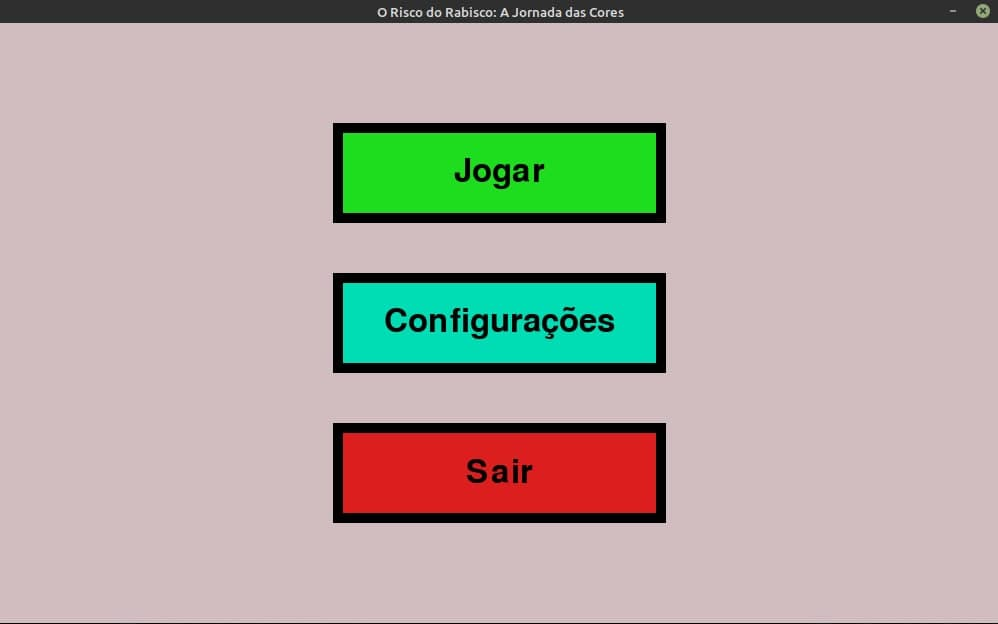 O Risco do Rabisco: A Jornada das Cores
Jogar
Configurações
Sair